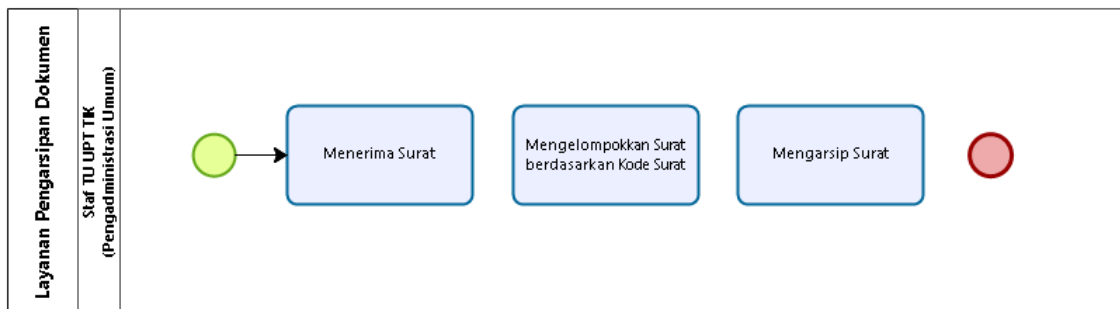 Layanan Pengarsipan Dokumen
Staf TU UPT TIK
(Pengadministrasi Umum)
Menerima Surat
Mengelompokkan Surat
berdasarkan Kode Surat
Mengarsip Surat